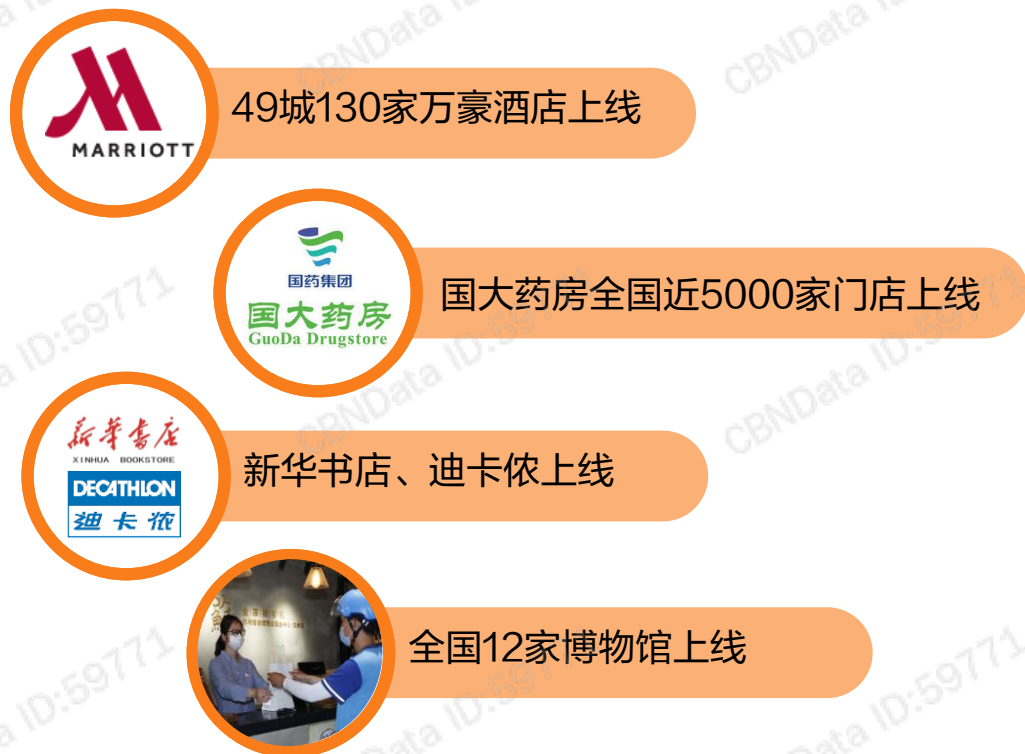 MARRIOTT
49城130家万豪酒店上线
国药集团
国大药房
GuoDa Drugstore
国大药房全国近5000家门店上线
新华书店
XINHUA BOOKSTORE
DECATHLON
迪卡侬
新华书店、迪卡侬上线
全国12家博物馆上线
CBNData ID:59771